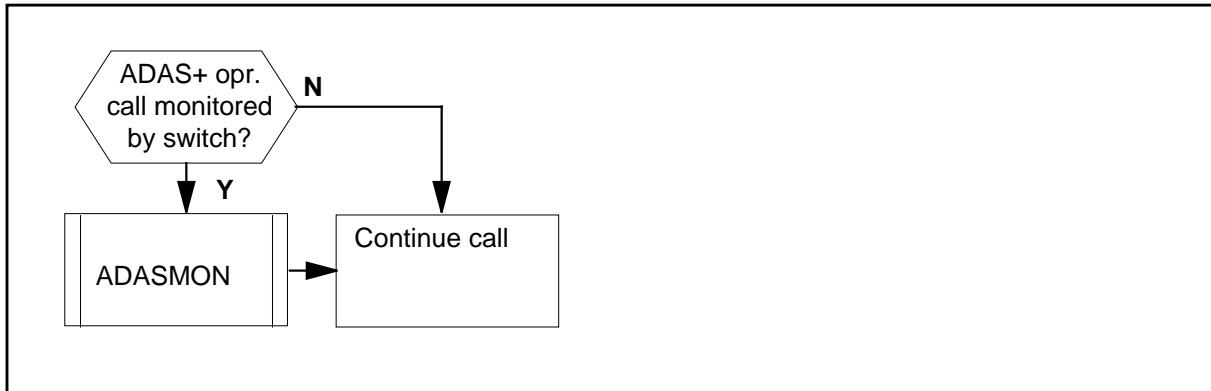 ADAS+ opr.
call monitored
by switch?
N
Y
ADASMON
Continue call